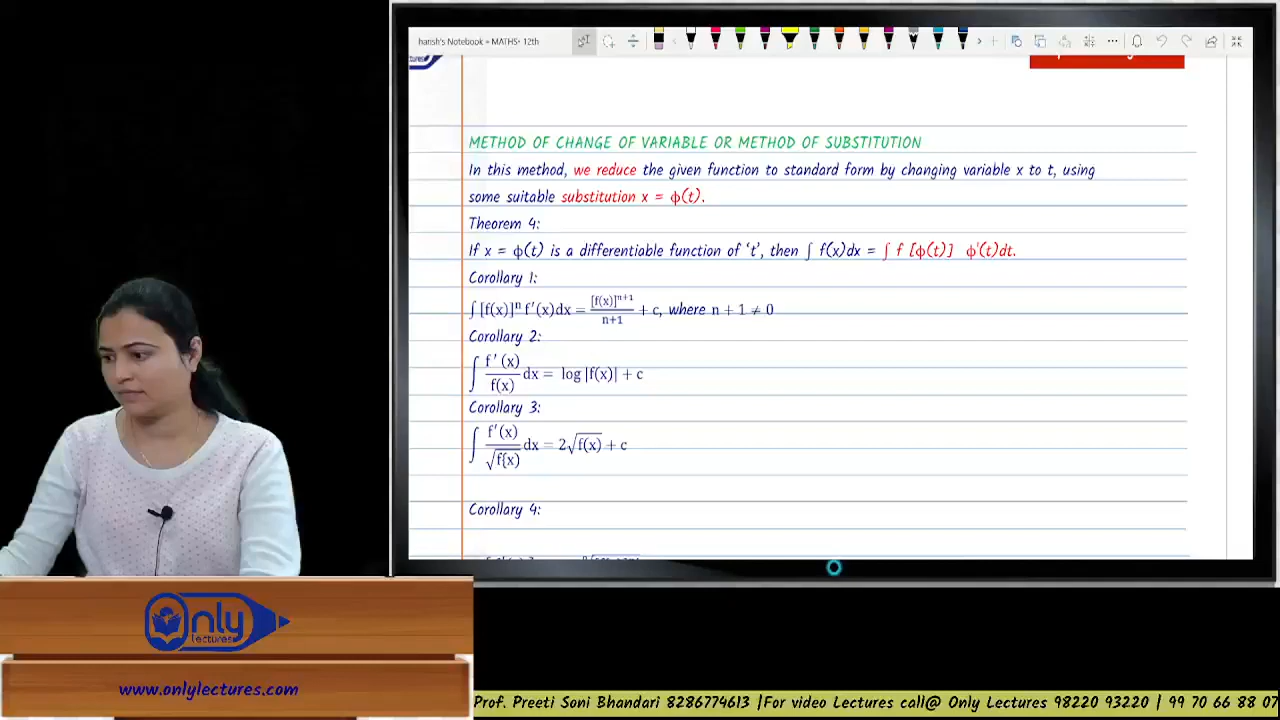 harish's Notebook » MATHS- 12th
METHOD OF CHANGE OF VARIABLE OR METHOD OF SUBSTITUTION
In this method, we reduce the given function to standard form by changing variable x to t, using
some suitable substitution x = ϕ(t).
Theorem 4:
If x = ϕ(t) is a differentiable function of 't', then ∫ f(x)dx = ∫ f [ϕ(t)] ϕ'(t)dt.
Corollary 1:
∫ [f(x)]ⁿ f'(x)dx = [f(x)]ⁿ⁺¹/n+1 + c, where n + 1 ≠ 0
Corollary 2:
∫ f'(x)/f(x) dx = log |f(x)| + c
Corollary 3:
∫ f'(x)/√f(x) dx = 2√f(x) + c
Corollary 4:
Only
lectures
www.onlylectures.com
Prof. Preeti Soni Bhandari 8286774613 |For video Lectures call@ Only Lectures 98220 93220 | 99 70 66 88 07